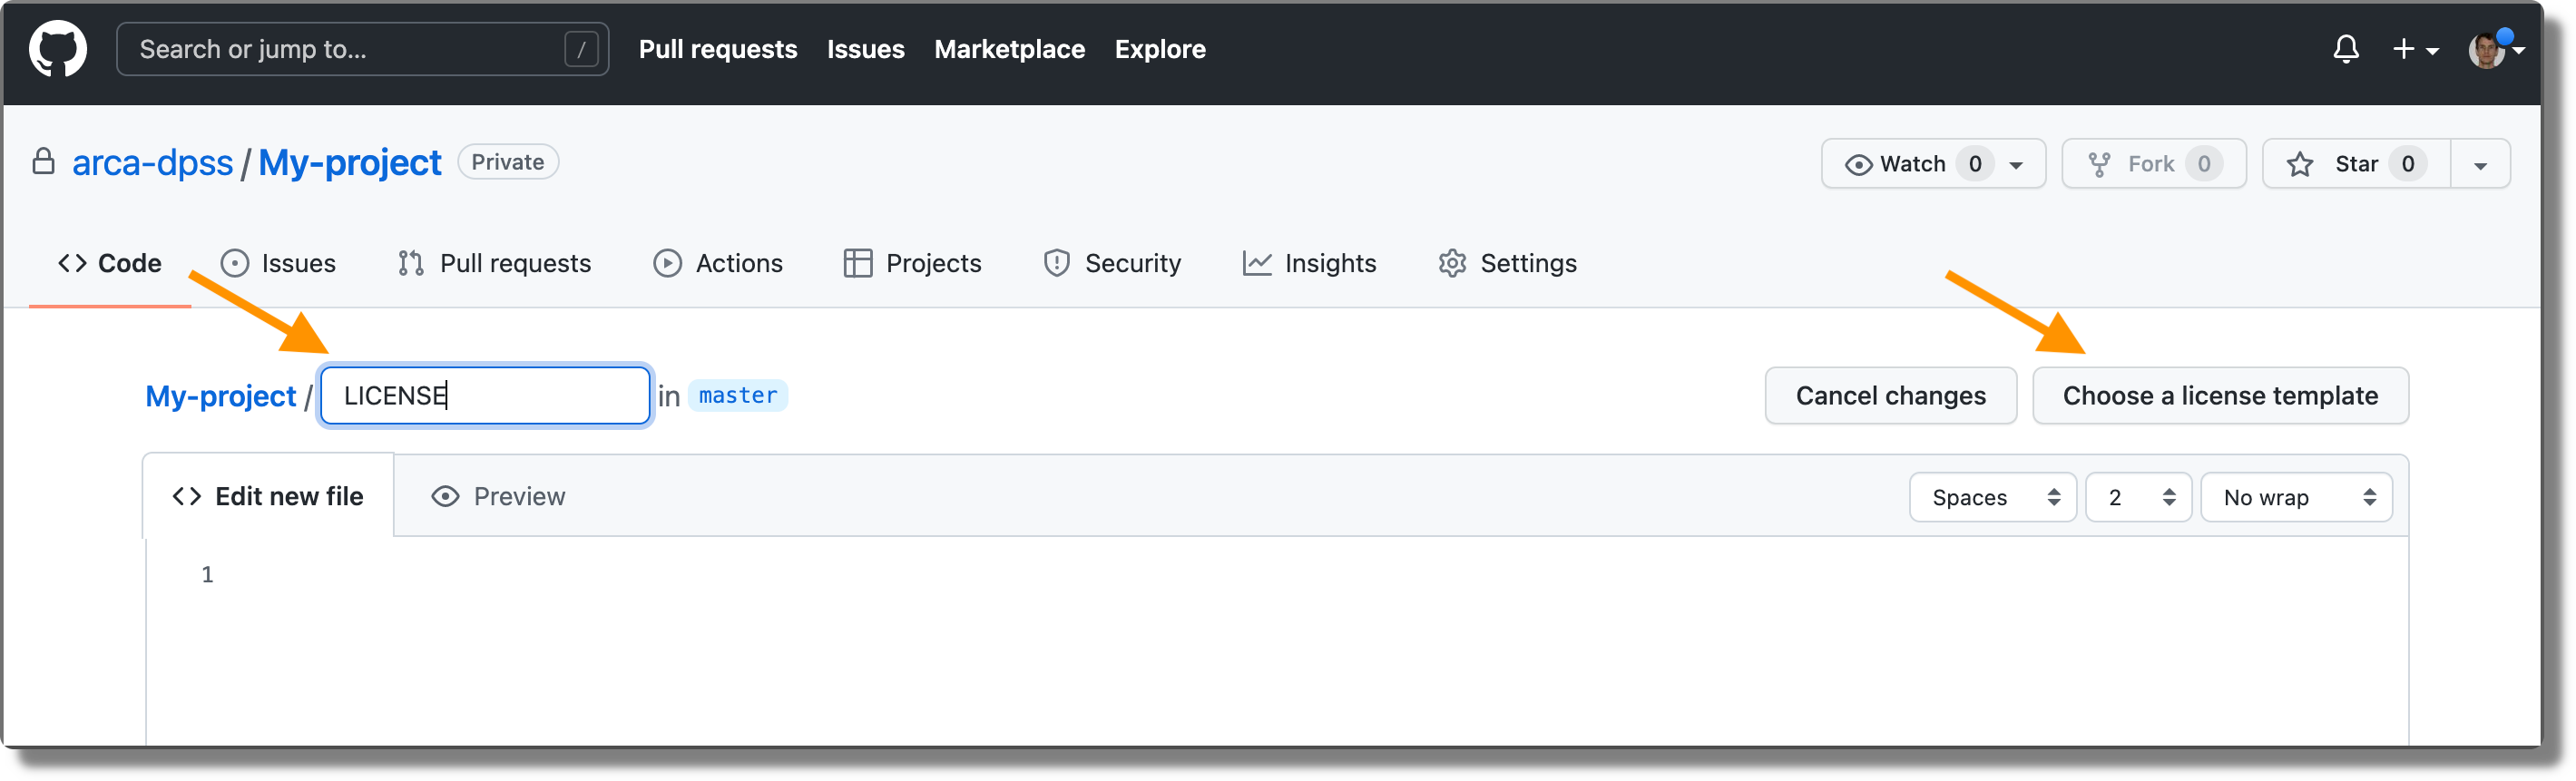 Search or jump to... / Pull requests Issues Marketplace Explore
arca-dpss / My-project Private Watch 0 Fork 0 Star 0
Code Issues Pull requests Actions Projects Security Insights Settings
My-project / LICENSE in master Cancel changes Choose a license template
Edit new file Preview Spaces 2 No wrap
1